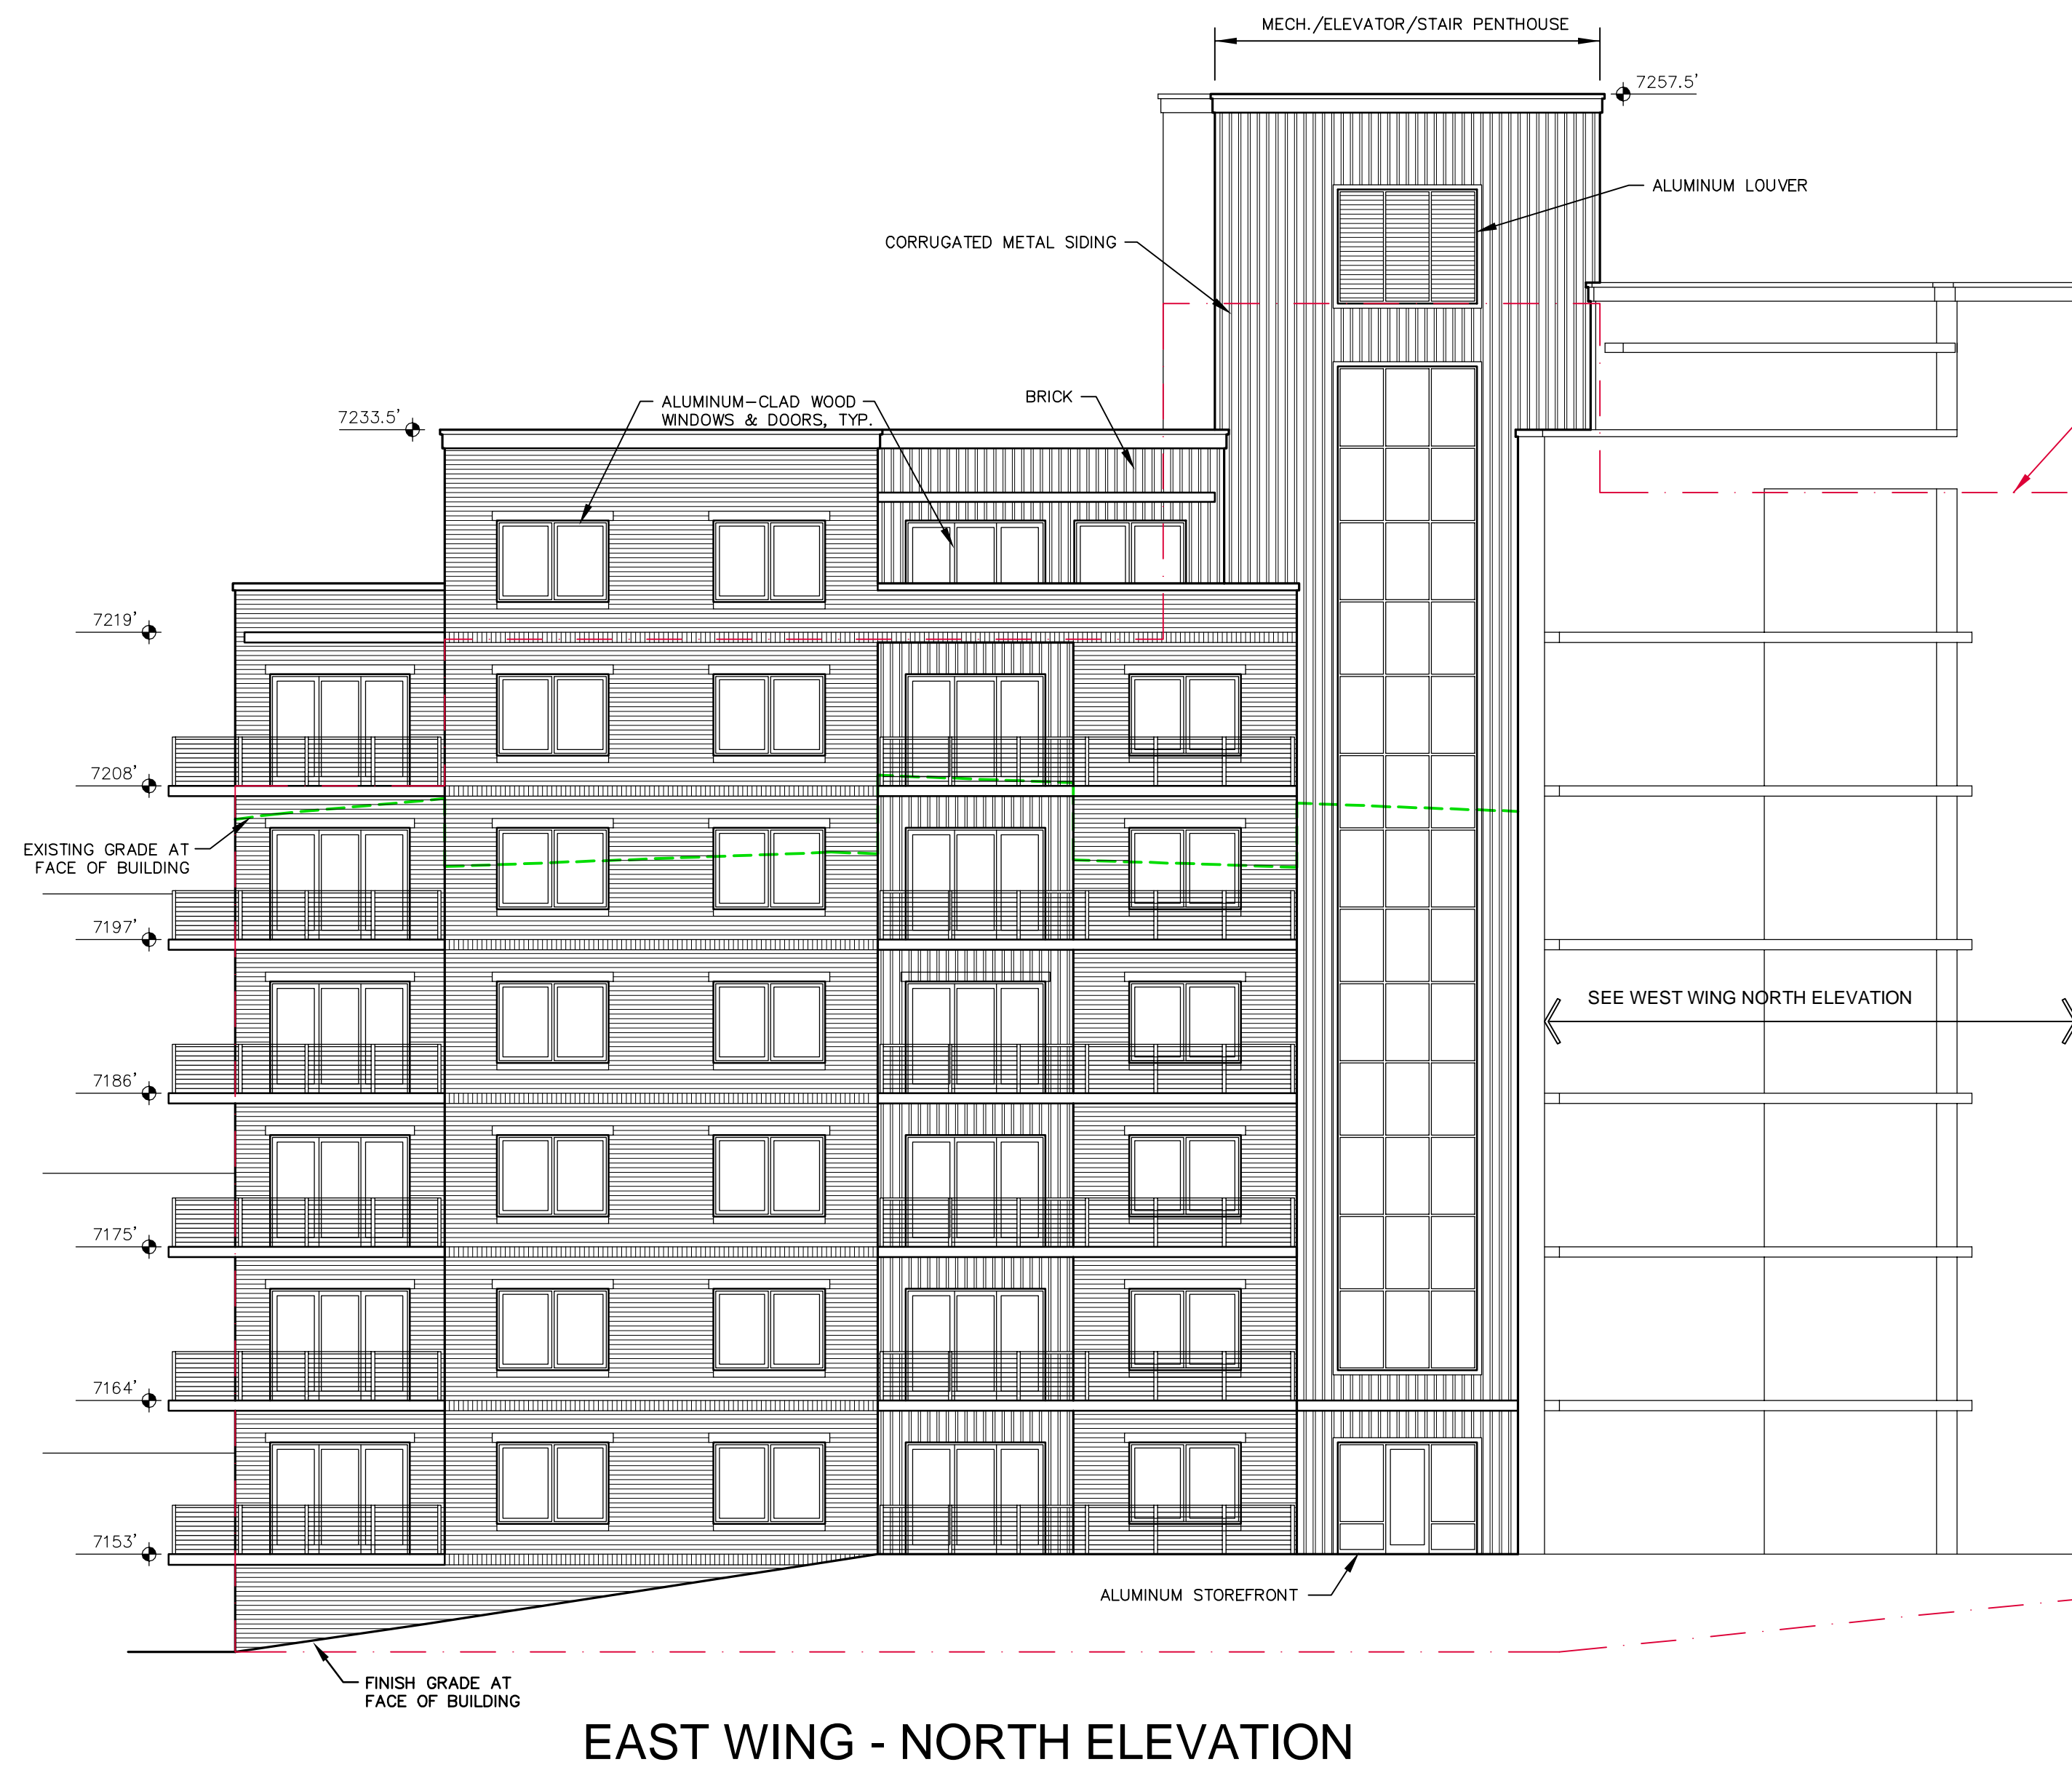 MECH./ELEVATOR/STAIR PENTHOUSE
7257.5'
ALUMINUM LOUVER
CORRUGATED METAL SIDING
BRICK
ALUMINUM-CLAD WOOD
WINDOWS & DOORS, TYP.
7233.5'
7219'
7208'
EXISTING GRADE AT
FACE OF BUILDING
7197'
SEE WEST WING NORTH ELEVATION
7186'
7175'
7164'
7153'
ALUMINUM STOREFRONT
FINISH GRADE AT
FACE OF BUILDING
EAST WING - NORTH ELEVATION